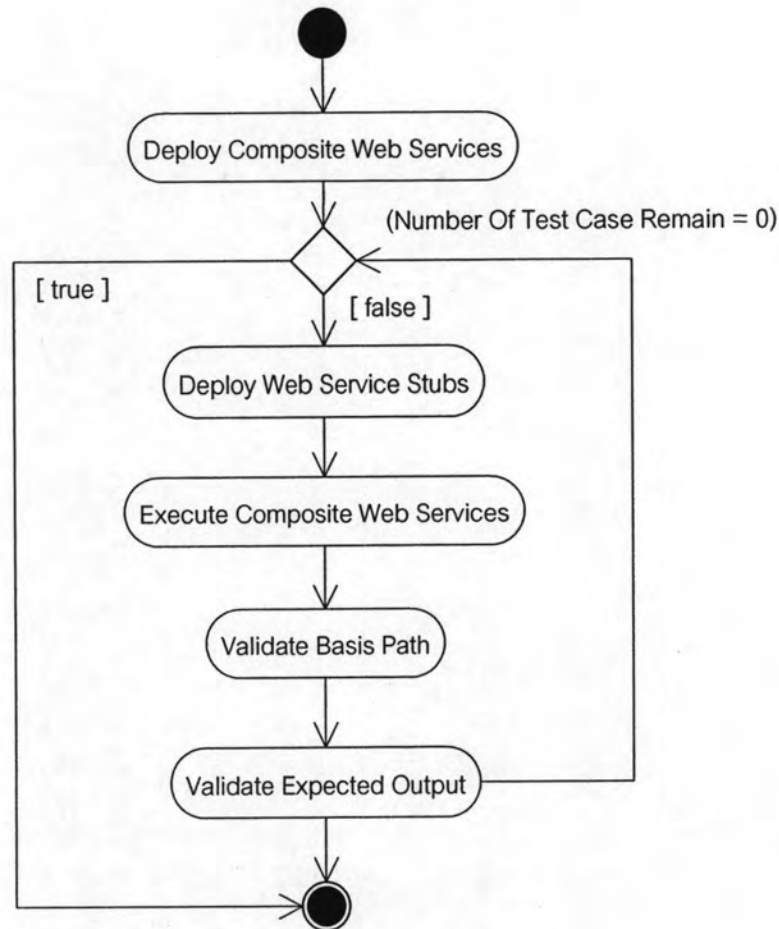 Deploy Composite Web Services
(Number Of Test Case Remain = 0)
[ true ]
[ false ]
Deploy Web Service Stubs
Execute Composite Web Services
Validate Basis Path
Validate Expected Output